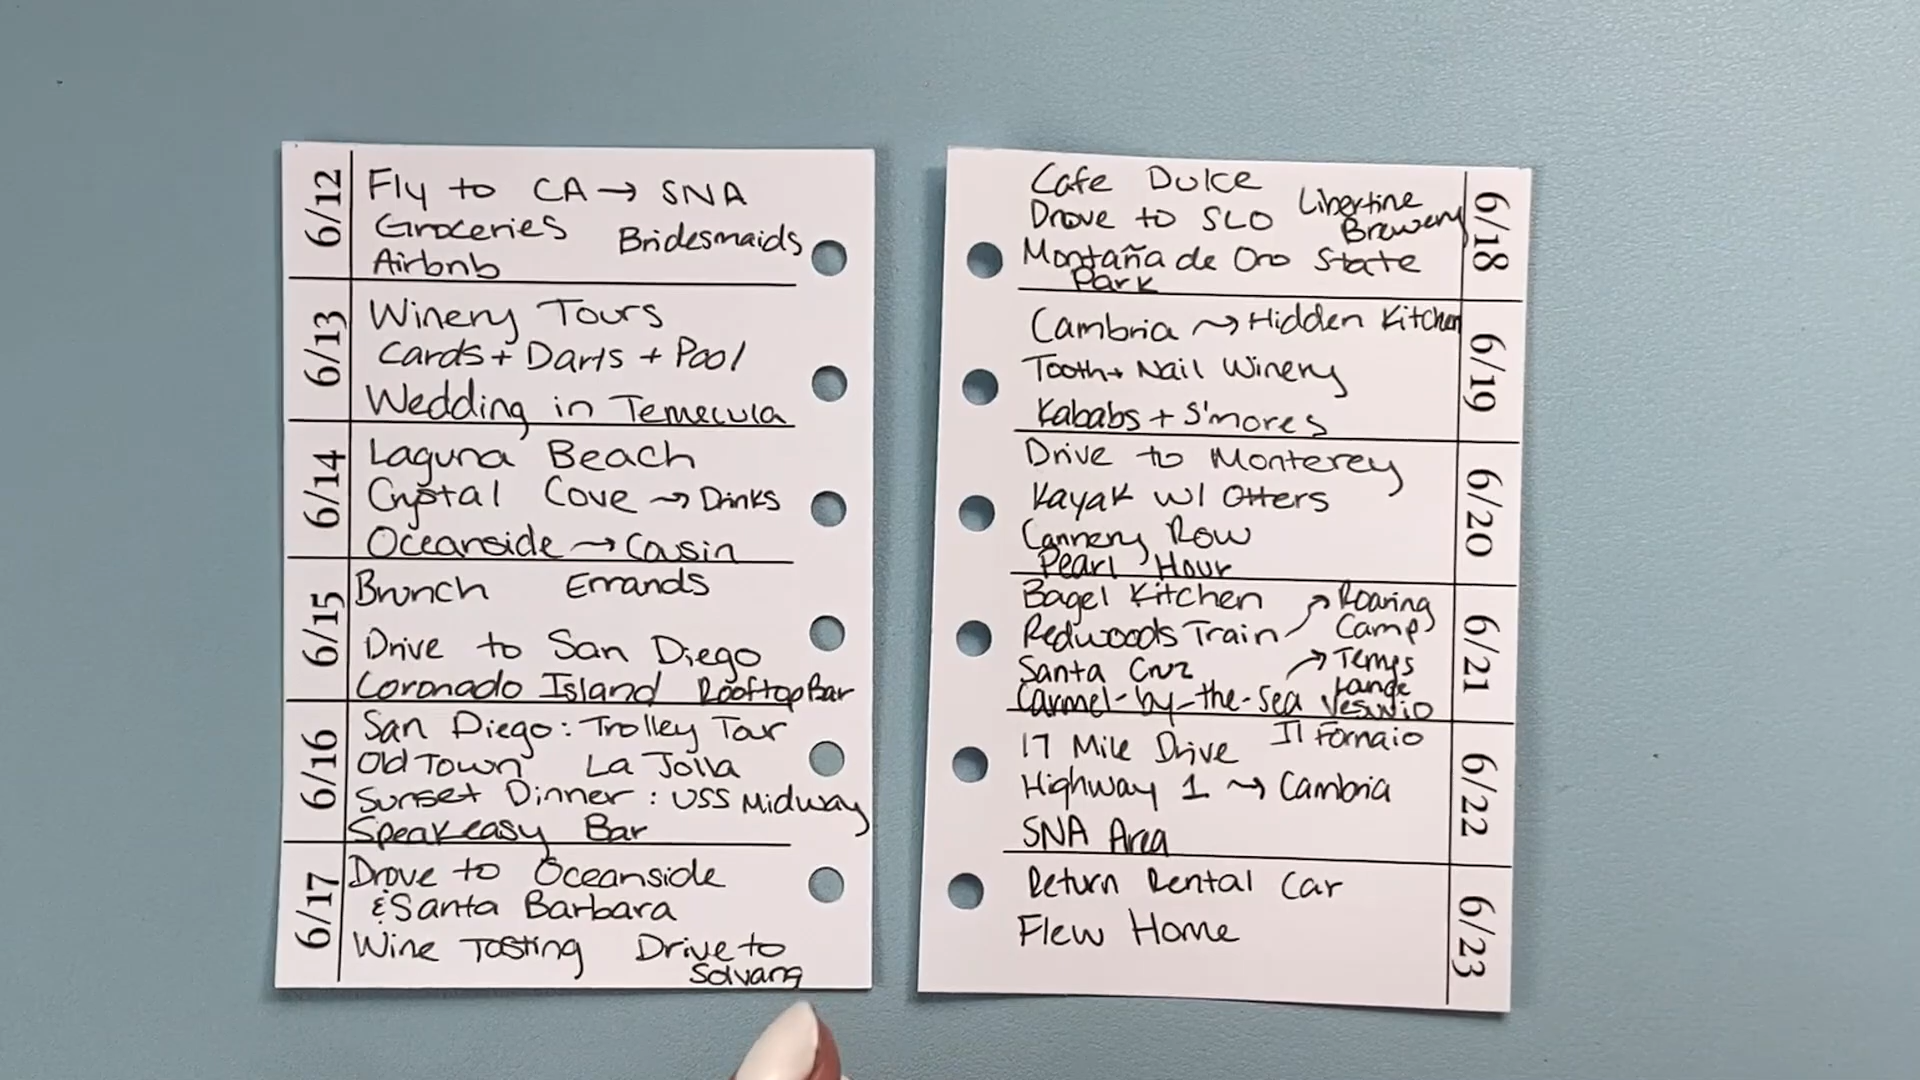 6/12
Fly to CA → SNA
Groceries Bridesmaids
Airbnb
6/13
Winery Tours
Cards + Darts + Pool
Wedding in Temecula
6/14
Laguna Beach
Crystal Cove → Drinks
Oceanside → Cousin
6/15
Brunch Errands
Drive to San Diego
Coronado Island Rooftop Bar
6/16
San Diego: Trolley Tour
Old Town La Jolla
Sunset Dinner: USS Midway
Speakeasy Bar
6/17
Drove to Oceanside
& Santa Barbara
Wine Tasting Drive to
Solvang
6/18
Cafe Dulce
Drove to SLO Libertine
Brewery
Montaña de Oro State
Park
6/19
Cambria → Hidden Kitchen
Tooth + Nail Winery
Kababs + S'mores
6/20
Drive to Monterey
Kayak w/ Otters
Cannery Row
Pearl Hour
6/21
Bagel Kitchen
Redwoods Train → Roaring
Camp
Santa Cruz
Carmel-by-the-Sea → Temps
Vesuvio
6/22
17 Mile Drive Il Fornaio
Highway 1 → Cambria
SNA Area
6/23
Return Rental Car
Flew Home